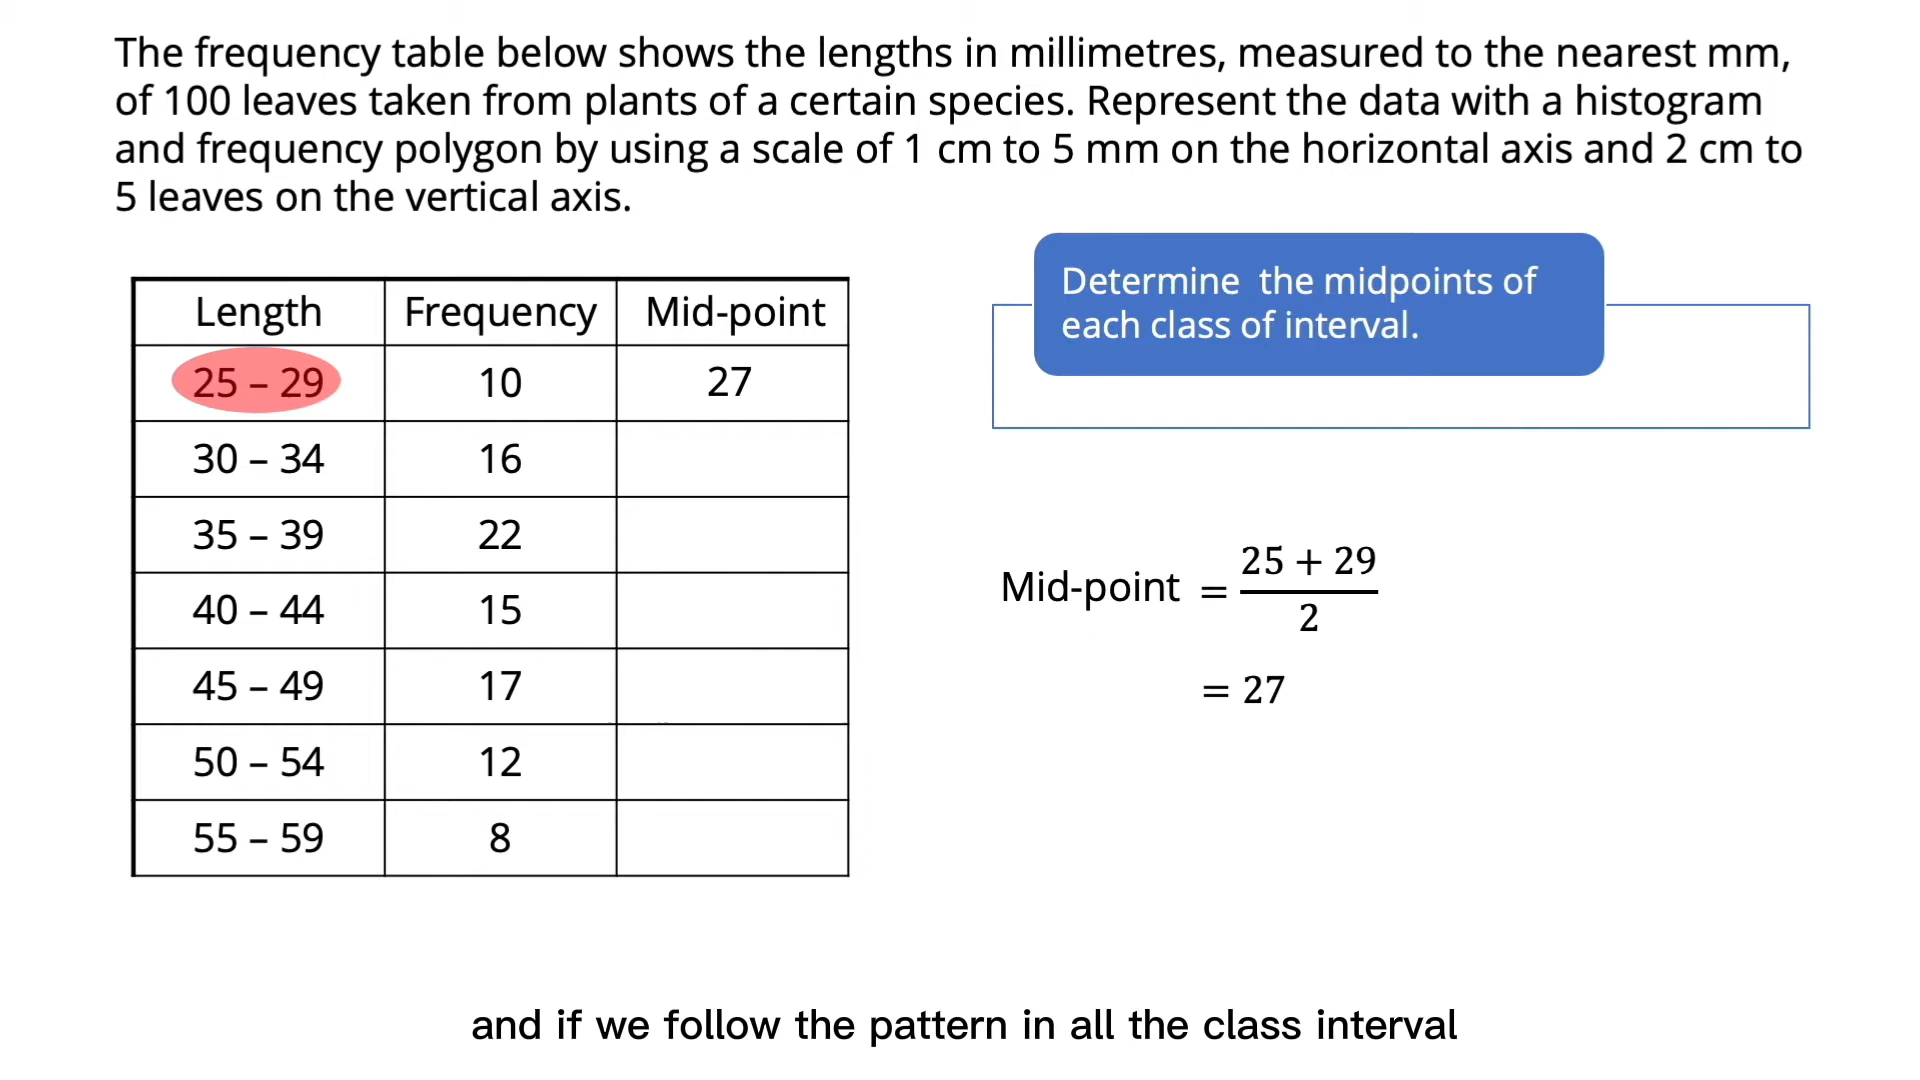 The frequency table below shows the lengths in millimetres, measured to the nearest mm,
of 100 leaves taken from plants of a certain species. Represent the data with a histogram
and frequency polygon by using a scale of 1 cm to 5 mm on the horizontal axis and 2 cm to
5 leaves on the vertical axis.
Length Frequency Mid-point
25 – 29 10 27
30 – 34 16
35 – 39 22
40 – 44 15
45 – 49 17
50 – 54 12
55 – 59 8
Determine the midpoints of
each class of interval.
25 + 29
Mid-point =
2
= 27
and if we follow the pattern in all the class interval